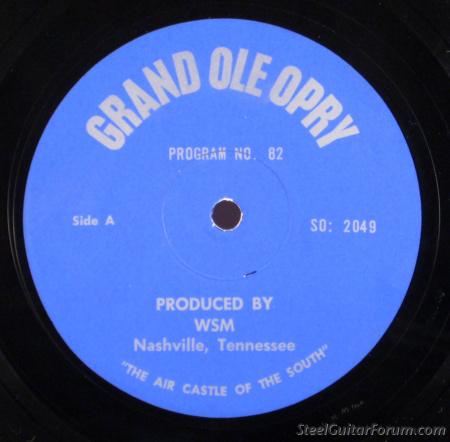 GRAND OLE OPRY
PROGRAM NO. 82
Side A
SO: 2049
PRODUCED BY
WSM
Nashville, Tennessee
"THE AIR CASTLE OF THE SOUTH"
SteelGuitarForum.com